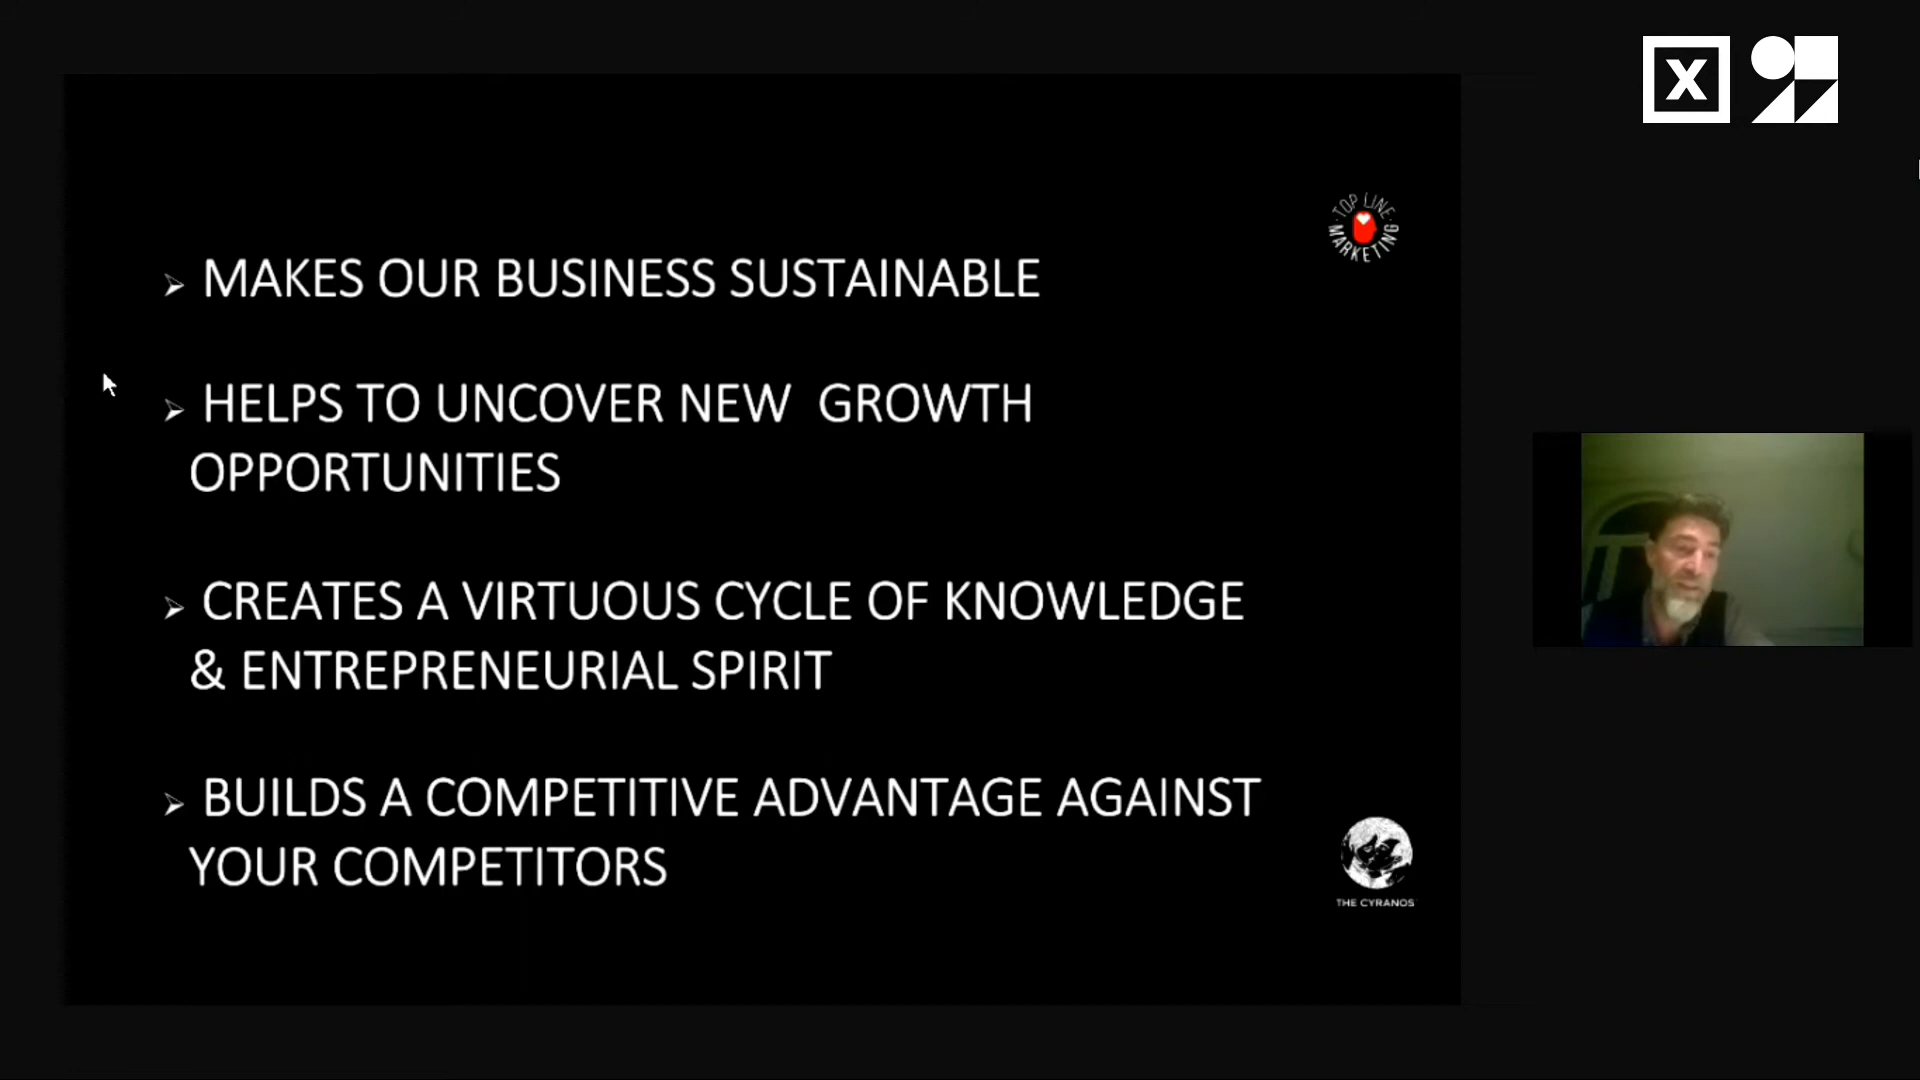 X
TOP LINE
MARKETING
➢ MAKES OUR BUSINESS SUSTAINABLE
➢ HELPS TO UNCOVER NEW  GROWTH
OPPORTUNITIES
➢ CREATES A VIRTUOUS CYCLE OF KNOWLEDGE
& ENTREPRENEURIAL SPIRIT
➢ BUILDS A COMPETITIVE ADVANTAGE AGAINST
YOUR COMPETITORS
THE CYRANOS